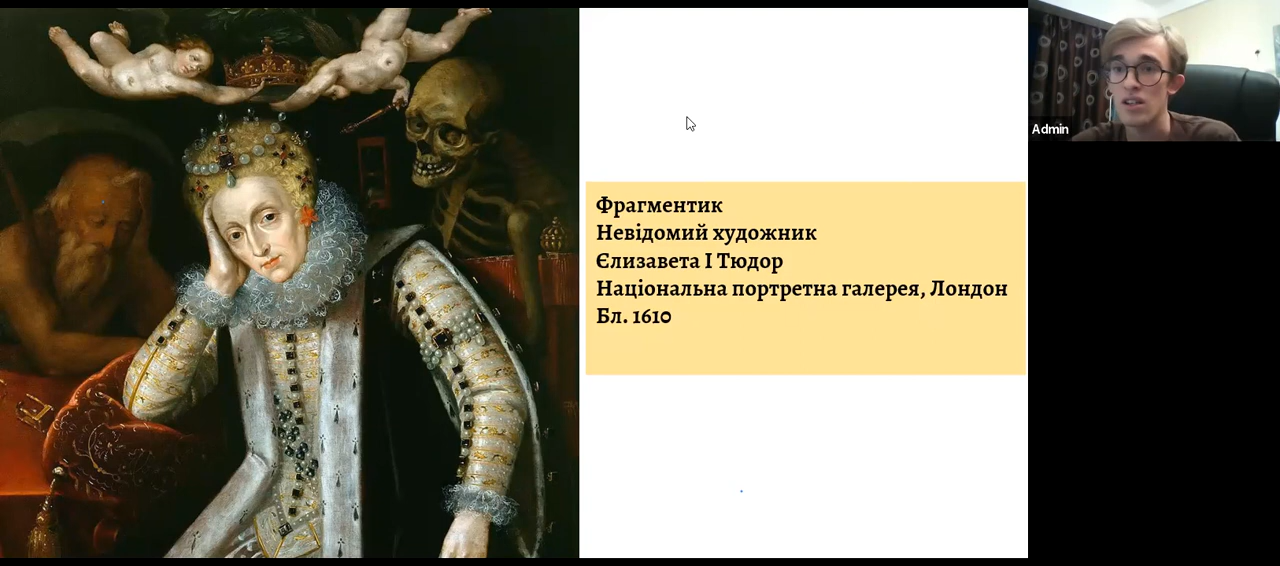 Фрагментик
Невідомий художник
Єлизавета І Тюдор
Національна портретна галерея, Лондон
Бл. 1610
Admin